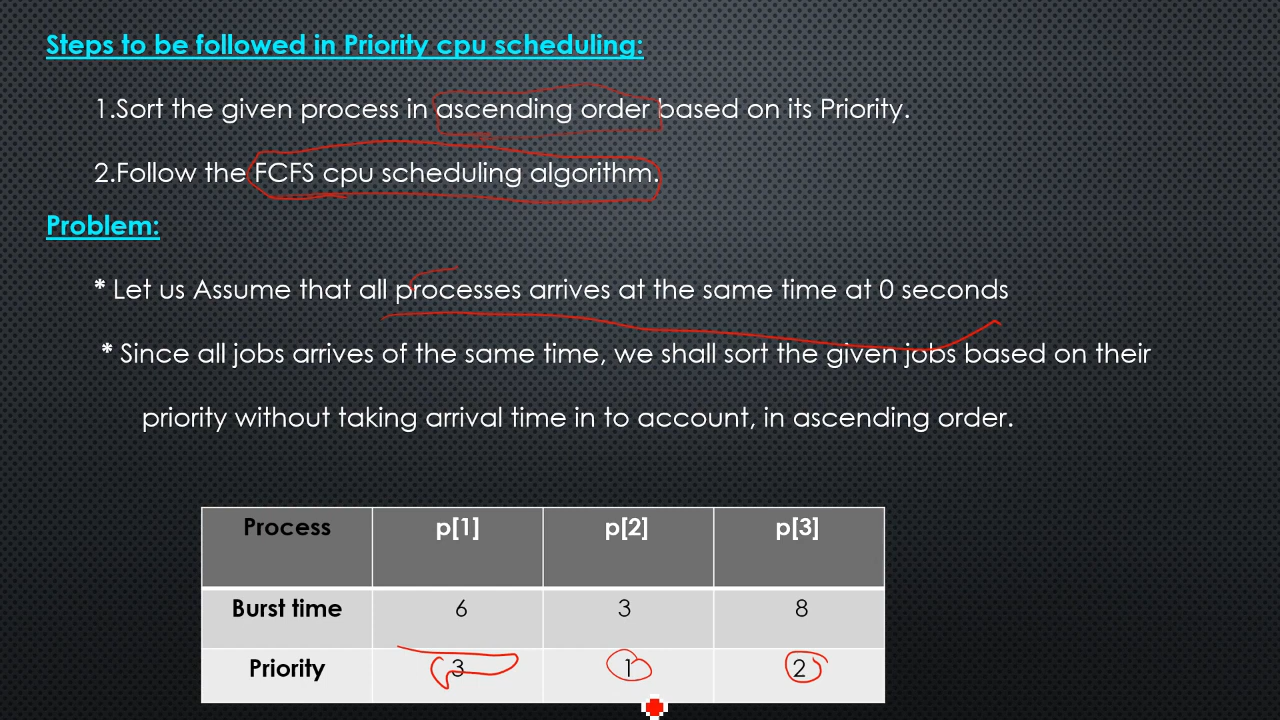 Steps to be followed in Priority cpu scheduling:
1.Sort the given process in ascending order based on its Priority.
2.Follow the FCFS cpu scheduling algorithm.
Problem:
* Let us Assume that all processes arrives at the same time at 0 seconds
* Since all jobs arrives of the same time, we shall sort the given jobs based on their
priority without taking arrival time in to account, in ascending order.
Process p[1] p[2] p[3]
Burst time 6 3 8
Priority 3 1 2